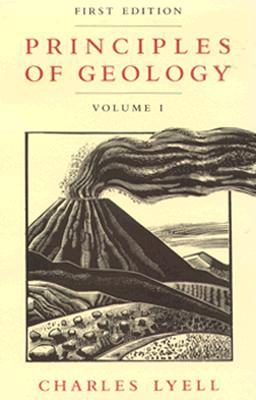 FIRST EDITION
PRINCIPLES
OF GEOLOGY
VOLUME I
CHARLES LYELL